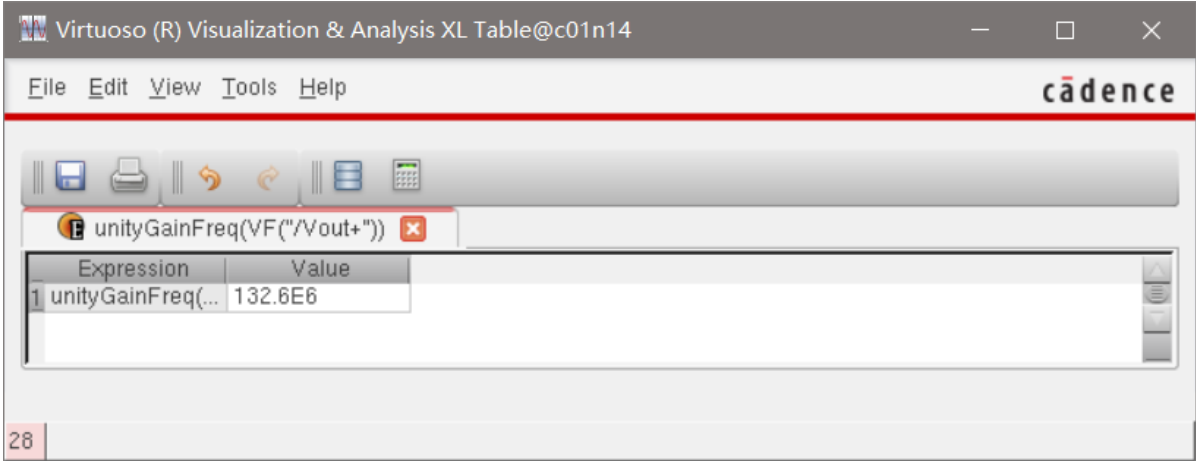 Virtuoso (R) Visualization & Analysis XL Table@c01n14
File Edit View Tools Help
cādence
unityGainFreq(VF("/Vout+"))
Expression Value
1 unityGainFreq(... 132.6E6
28